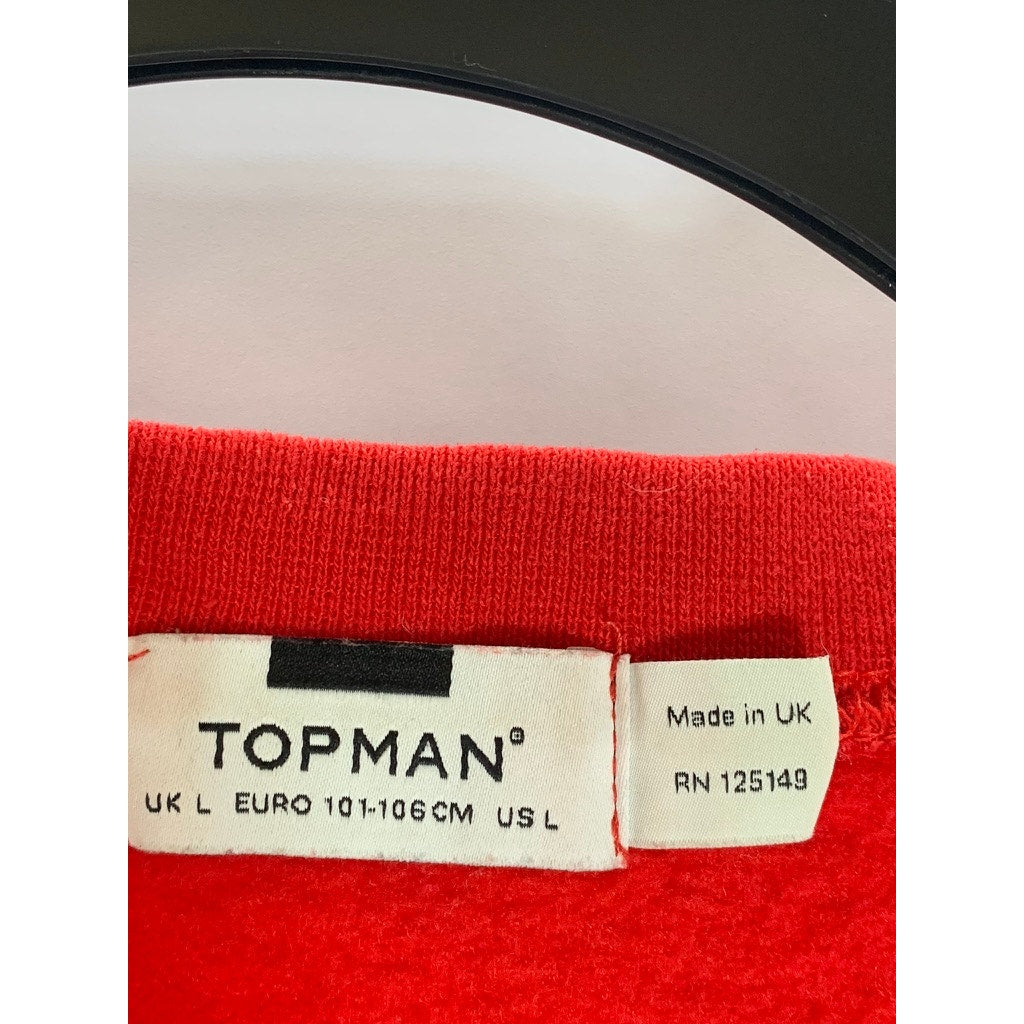 TOPMAN®
UK L EURO 101-106CM US L
Made in UK
RN 125149